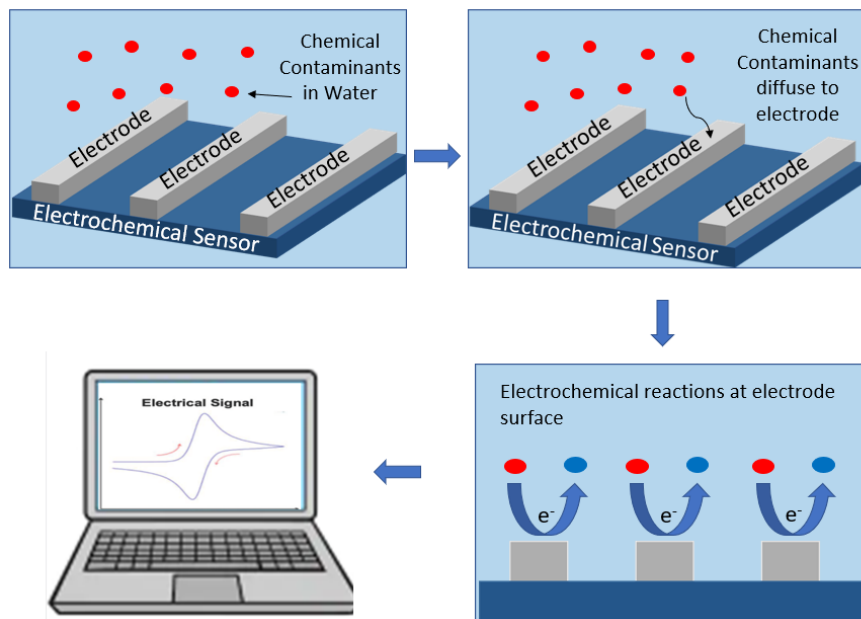 Chemical
Contaminants
in Water
Electrode
Electrode
Electrode
Electrochemical Sensor
Chemical
Contaminants
diffuse to
electrode
Electrode
Electrode
Electrode
Electrochemical Sensor
Electrical Signal
Electrochemical reactions at electrode
surface
e-
e-
e-